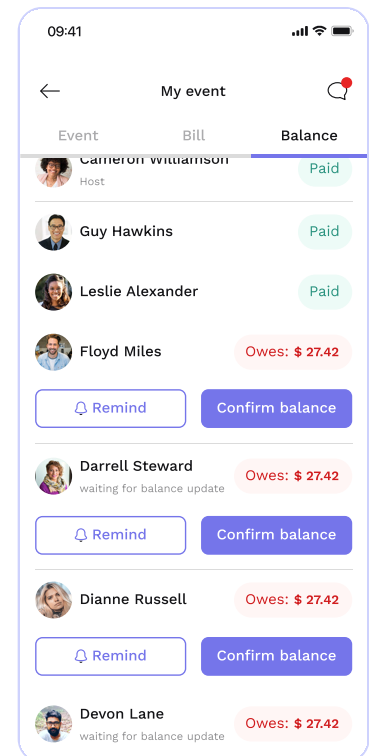 09:41
My event
Event Bill Balance
Cameron Williamson
Host
Paid
Guy Hawkins
Paid
Leslie Alexander
Paid
Floyd Miles
Owes: $ 27.42
Remind
Confirm balance
Darrell Steward
waiting for balance update
Owes: $ 27.42
Remind
Confirm balance
Dianne Russell
Owes: $ 27.42
Remind
Confirm balance
Devon Lane
waiting for balance update
Owes: $ 27.42